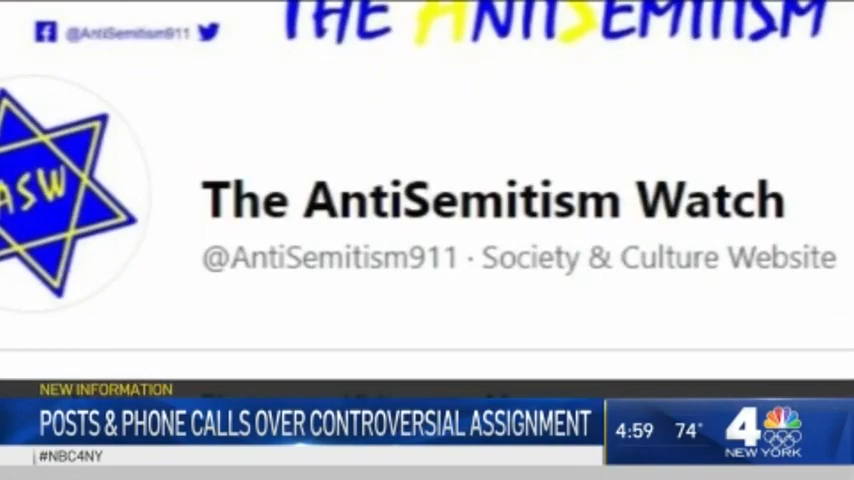 @AntiSemitism911
THE ANTISEMITISM
ASW
The AntiSemitism Watch
@AntiSemitism911 · Society & Culture Website
NEW INFORMATION
POSTS & PHONE CALLS OVER CONTROVERSIAL ASSIGNMENT
4:59 74°
4
NEW YORK
#NBC4NY